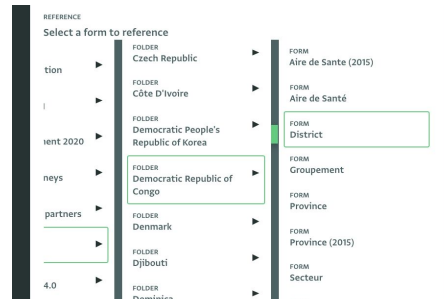 REFERENCE
Select a form to reference
tion
nent 2020
neys
partners
4.0
FOLDER
Czech Republic
FOLDER
Côte D'Ivoire
FOLDER
Democratic People's
Republic of Korea
FOLDER
Democratic Republic of
Congo
FOLDER
Denmark
FOLDER
Djibouti
FOLDER
Dominica
FORM
Aire de Sante (2015)
FORM
Aire de Santé
FORM
District
FORM
Groupement
FORM
Province
FORM
Province (2015)
FORM
Secteur